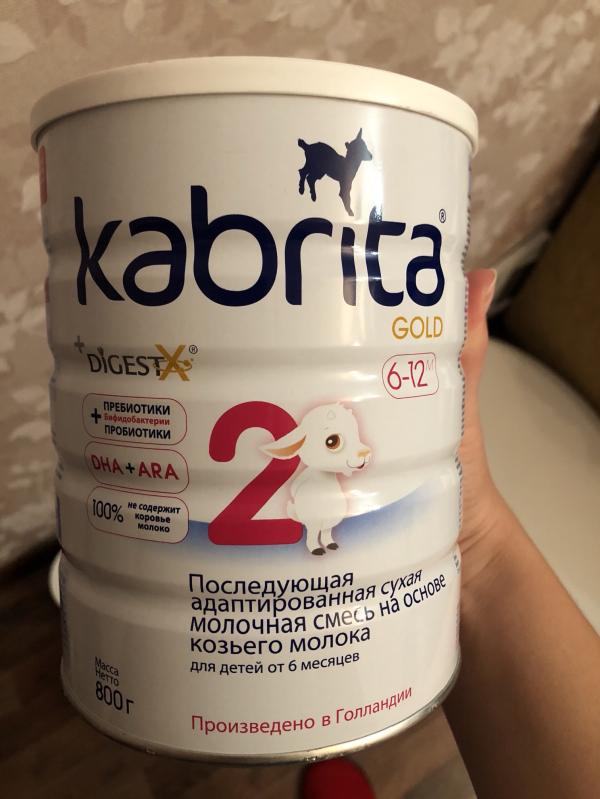 kabrita®
GOLD
+DIGESTX®
6-12M
+ ПРЕБИОТИКИ
Бифидобактерии
ПРОБИОТИКИ
DHA+ARA
100% не содержит
коровье
молоко
2
Последующая
адаптированная сухая
молочная смесь на основе
козьего молока
для детей от 6 месяцев
Масса
Нетто
800г
Произведено в Голландии